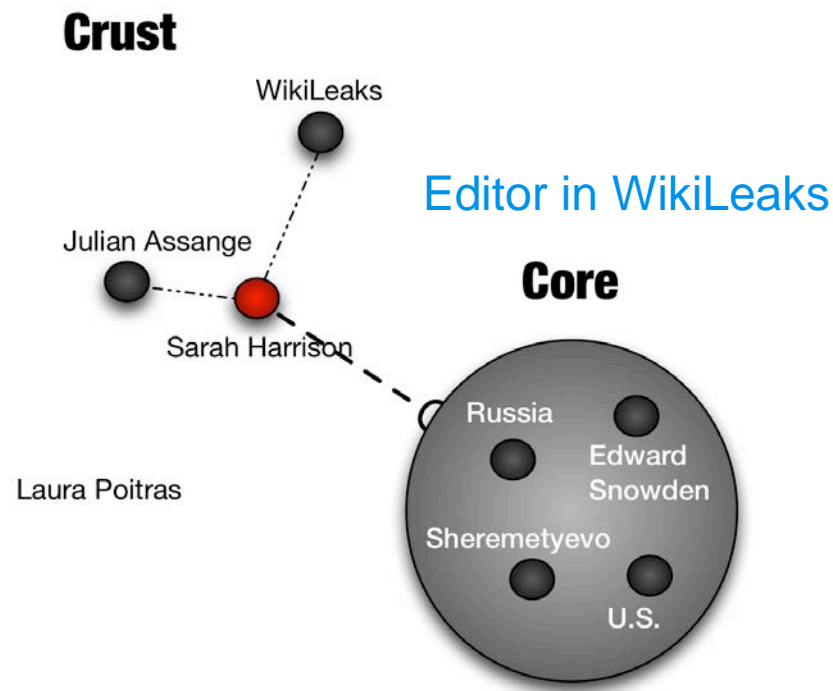 Crust
WikiLeaks
Editor in WikiLeaks
Julian Assange
Core
Sarah Harrison
Russia
Edward
Snowden
Laura Poitras
Sheremetyevo
U.S.